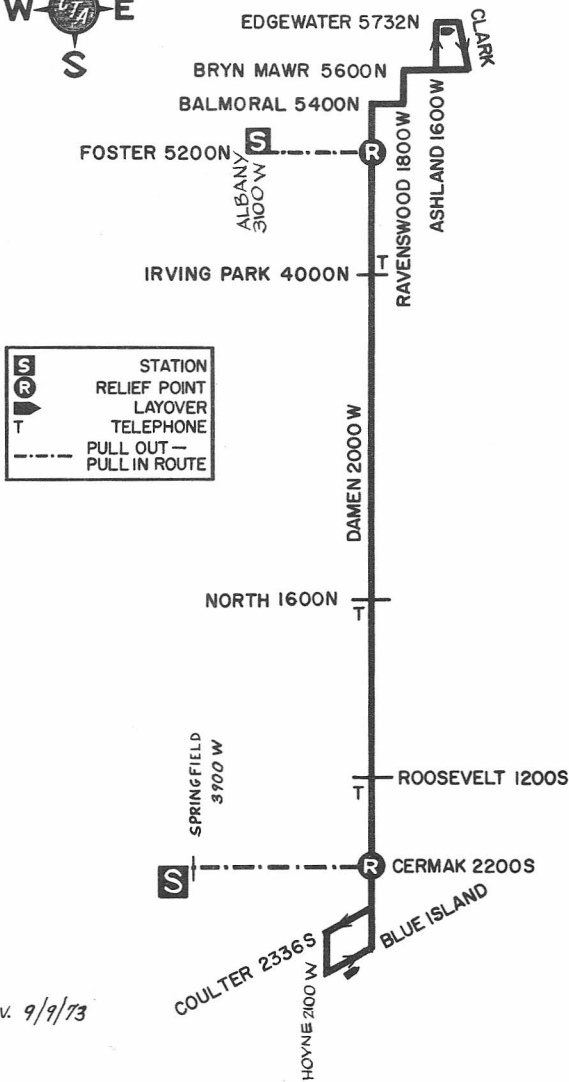 W CTA E
S
EDGEWATER 5732N
CLARK
BRYN MAWR 5600N
BALMORAL 5400N
RAVENSWOOD 1800W
ASHLAND 1600W
FOSTER 5200N
S
R
ALBANY
3100 W
T
IRVING PARK 4000N
S STATION
R RELIEF POINT
LAYOVER
T TELEPHONE
PULL OUT—
PULL IN ROUTE
DAMEN 2000W
NORTH 1600N
T
SPRINGFIELD
3900 W
ROOSEVELT 1200S
T
S
R
CERMAK 2200S
BLUE ISLAND
COULTER 2336S
HOYNE 2100 W
V. 9/9/73